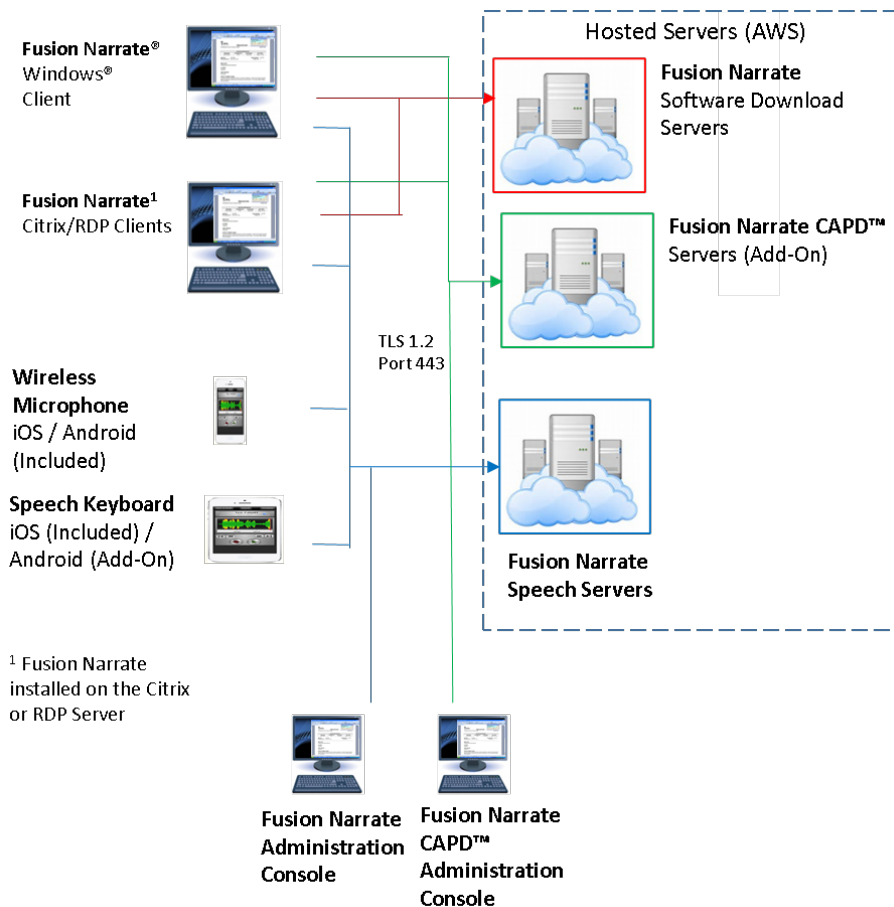 Fusion Narrate®
Windows®
Client
Fusion Narrate¹
Citrix/RDP Clients
Wireless
Microphone
iOS / Android
(Included)
Speech Keyboard
iOS (Included) /
Android (Add-On)
¹ Fusion Narrate
installed on the Citrix
or RDP Server
TLS 1.2
Port 443
Hosted Servers (AWS)
Fusion Narrate
Software Download
Servers
Fusion Narrate CAPD™
Servers (Add-On)
Fusion Narrate
Speech Servers
Fusion Narrate
Administration
Console
Fusion Narrate
CAPD™
Administration
Console